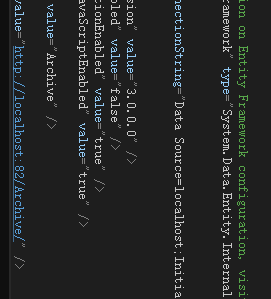 ion on Entity Framework configuration, visi
ramework" type="System.Data.Entity.Internal
nectionString="Data Source=localhost;Initia
sion" value="3.0.0.0" />
bled" value="false" />
tionEnabled" value="true" />
avaScriptEnabled" value="true" />
value="Archive" />
value="http://localhost:82/Archive/" />